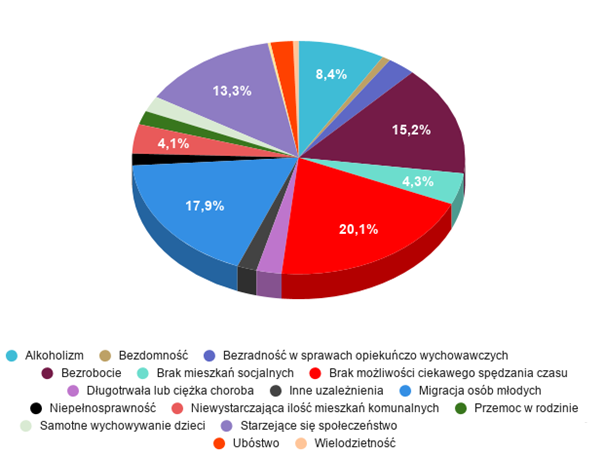 8,4%
13,3%
15,2%
4,1%
4,3%
17,9%
20,1%
Alkoholizm Bezdomność Bezradność w sprawach opiekuńczo wychowawczych
Bezrobocie Brak mieszkań socjalnych Brak możliwości ciekawego spędzania czasu
Długotrwała lub ciężka choroba Inne uzależnienia Migracja osób młodych
Niepełnosprawność Niewystarczająca ilość mieszkań komunalnych Przemoc w rodzinie
Samotne wychowywanie dzieci Starzejące się społeczeństwo
Ubóstwo Wielodzietność